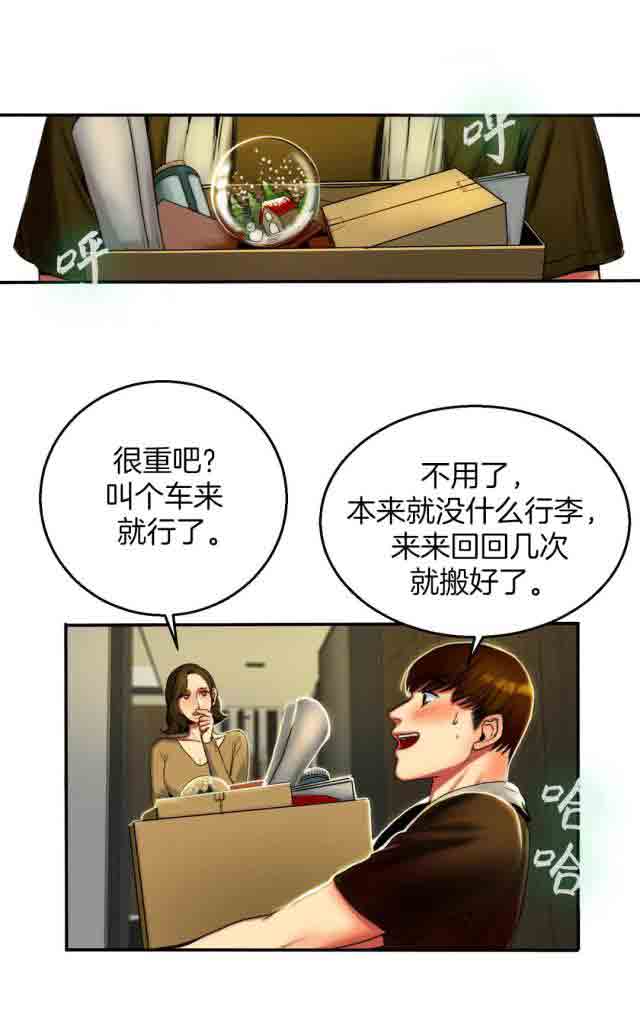 呼
呼
很重吧？
叫个车来
就行了。
不用了，
本来就没什么行李，
来来回回几次
就搬好了。
哈
哈